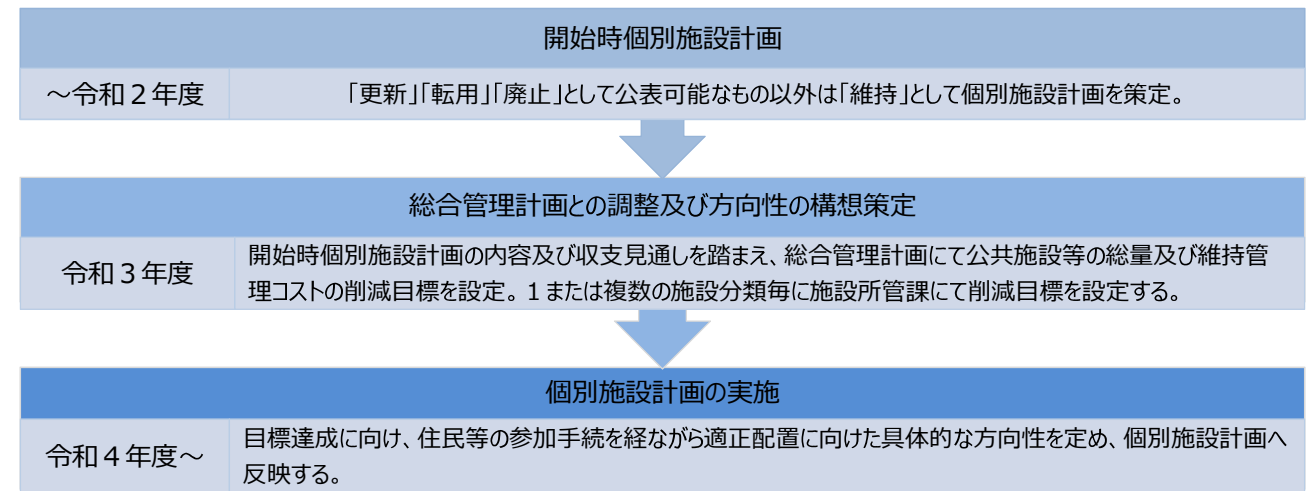 開始時個別施設計画
～令和２年度
「更新」「転用」「廃止」として公表可能なもの以外は「維持」として個別施設計画を策定。
総合管理計画との調整及び方向性の構想策定
令和３年度
開始時個別施設計画の内容及び収支見通しを踏まえ、総合管理計画にて公共施設等の総量及び維持管
理コストの削減目標を設定。１または複数の施設分類毎に施設所管課にて削減目標を設定する。
個別施設計画の実施
令和４年度～
目標達成に向け、住民等の参加手続を経ながら適正配置に向けた具体的な方向性を定め、個別施設計画へ
反映する。